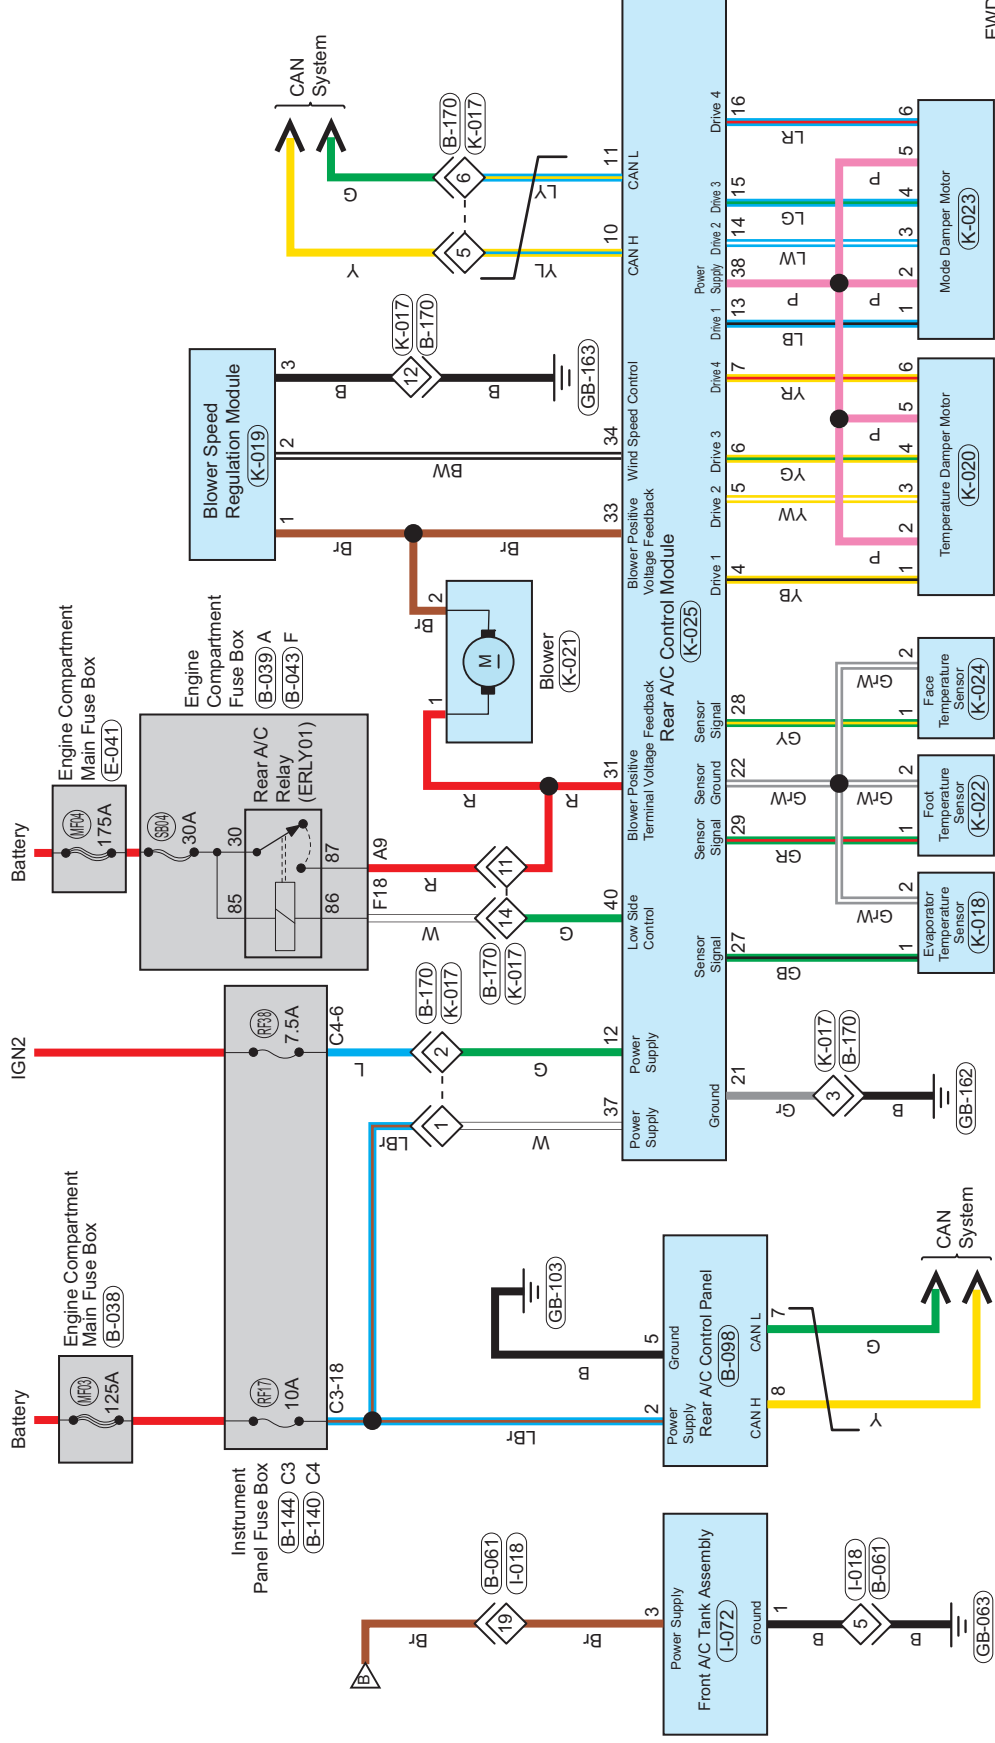 Battery
Engine Compartment
Main Fuse Box
B-038
MF03
125A
IGN2
Battery
Engine Compartment
Main Fuse Box
E-041
MF04
175A
Instrument
Panel Fuse Box
B-144 C3
B-140 C4
RF17
10A
C3-18
RF38
7.5A
C4-6
SB04
30A
Engine
Compartment
Fuse Box
B-039 A
B-043 F
Rear A/C
Relay
(ERLY01)
85
30
86
87
F18
A9
Blower Speed
Regulation Module
K-019
1
2
3
CAN
System
B
Br
19
B-061
I-018
Br
LBr
B
GB-103
LBr
1
W
L
2
B-170
K-017
G
W
14
B-170
K-017
G
R
11
R
R
1
2
M
Blower
K-021
Br
Br
Br
BW
B
12
K-017
B-170
B
GB-163
Y
5
YL
G
6
B-170
K-017
LY
3
Power Supply
Front A/C Tank Assembly
I-072
Ground
1
B
5
I-018
B-061
B
GB-063
2
Power
Supply
5
Ground
Rear A/C Control Panel
B-098
CAN H
8
CAN L
7
Y
G
CAN
System
37
Power
Supply
12
Power
Supply
40
Low Side
Control
31
Blower Positive
Terminal Voltage Feedback
33
Blower Positive
Voltage Feedback
34
Wind Speed Control
10
CAN H
11
CAN L
Rear A/C Control Module
K-025
Ground
21
Sensor
Signal
27
Sensor
Signal
29
Sensor
Ground
22
Sensor
Signal
28
Drive 1
4
Drive 2
5
Drive 3
6
Drive 4
7
Drive 1
13
Power
Supply
38
Drive 2
14
Drive 3
15
Drive 4
16
Gr
3
K-017
B-170
B
GB-162
GB
GrW
GR
GrW
GrW
GY
GrW
YB
P
YW
YG
P
YR
LB
P
P
LW
LG
P
LR
1
2
Evaporator
Temperature
Sensor
K-018
1
2
Foot
Temperature
Sensor
K-022
1
2
Face
Temperature
Sensor
K-024
1
2
3
4
5
6
Temperature Damper Motor
K-020
1
2
3
4
5
6
Mode Damper Motor
K-023